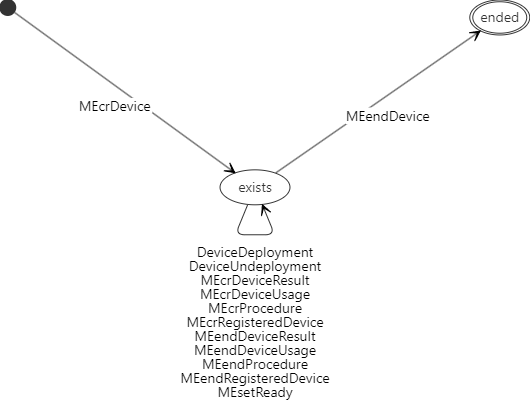 ended
MEcrDevice
MEendDevice
exists
DeviceDeployment
DeviceUndeployment
MEcrDeviceResult
MEcrDeviceUsage
MEcrProcedure
MEcrRegisteredDevice
MEendDeviceResult
MEendDeviceUsage
MEendProcedure
MEendRegisteredDevice
MEsetReady